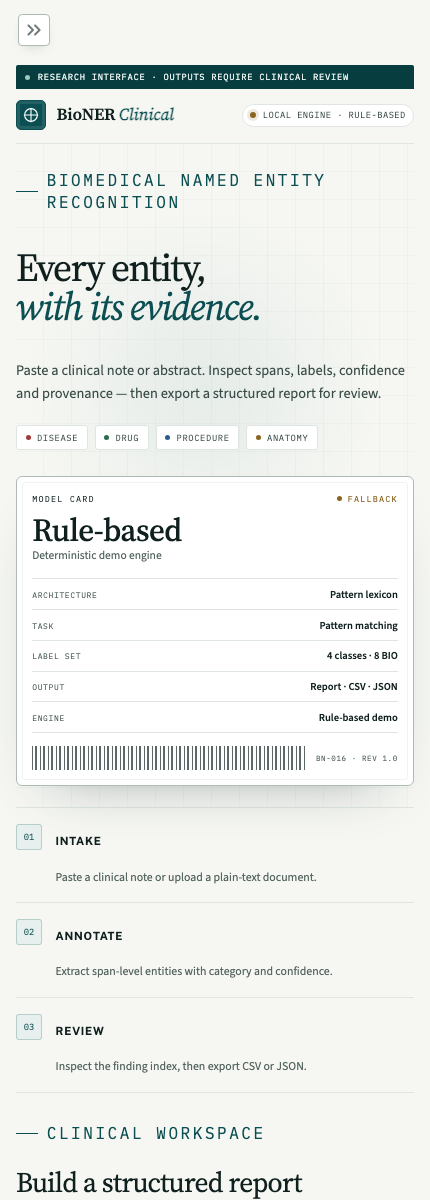 RESEARCH INTERFACE · OUTPUTS REQUIRE CLINICAL REVIEW
BioNER Clinical
LOCAL ENGINE · RULE-BASED
BIOMEDICAL NAMED ENTITY
RECOGNITION
Every entity,
with its evidence.
Paste a clinical note or abstract. Inspect spans, labels, confidence
and provenance — then export a structured report for review.
DISEASE
DRUG
PROCEDURE
ANATOMY
MODEL CARD
FALLBACK
Rule-based
Deterministic demo engine
ARCHITECTURE
Pattern lexicon
TASK
Pattern matching
LABEL SET
4 classes · 8 BIO
OUTPUT
Report · CSV · JSON
ENGINE
Rule-based demo
BN-016 · REV 1.0
01
INTAKE
Paste a clinical note or upload a plain-text document.
02
ANNOTATE
Extract span-level entities with category and confidence.
03
REVIEW
Inspect the finding index, then export CSV or JSON.
CLINICAL WORKSPACE
Build a structured report